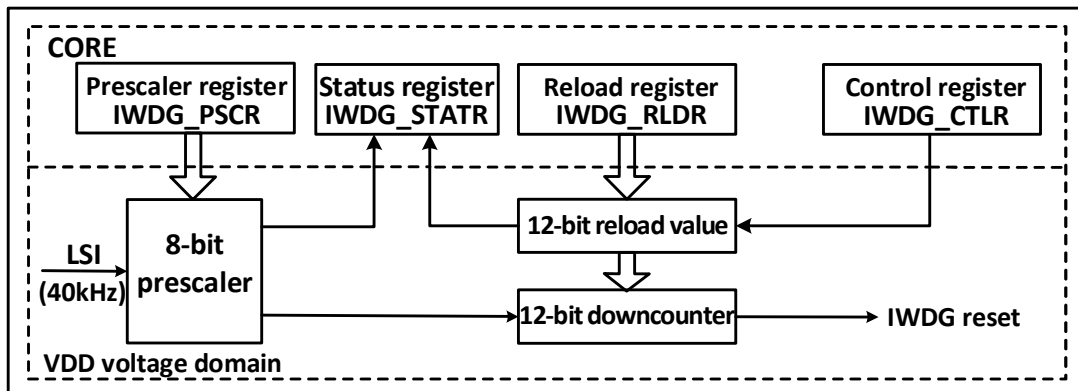 CORE
Prescaler register
IWDG_PSCR
Status register
IWDG_STATR
Reload register
IWDG_RLDR
Control register
IWDG_CTLR
LSI
(40kHz)
8-bit
prescaler
12-bit reload value
12-bit downcounter
IWDG reset
VDD voltage domain